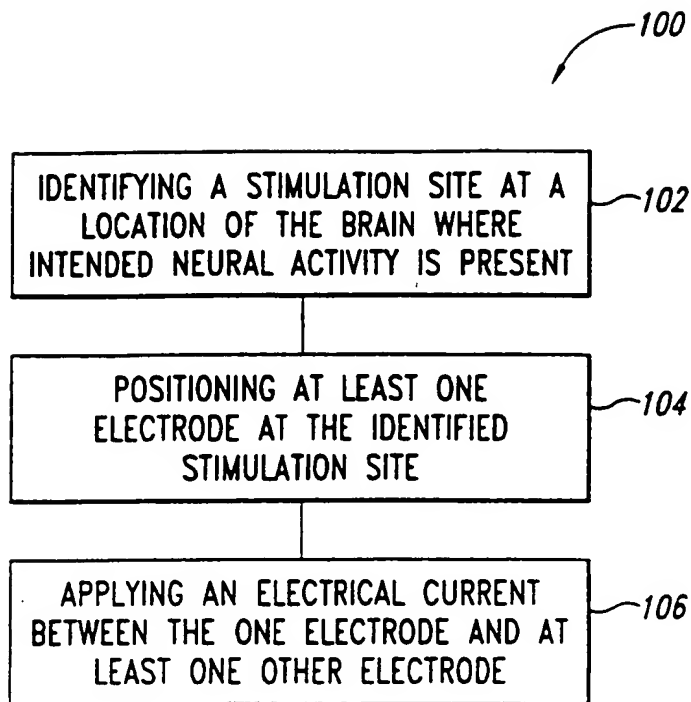 100
IDENTIFYING A STIMULATION SITE AT A
LOCATION OF THE BRAIN WHERE
INTENDED NEURAL ACTIVITY IS PRESENT
102
POSITIONING AT LEAST ONE
ELECTRODE AT THE IDENTIFIED
STIMULATION SITE
104
APPLYING AN ELECTRICAL CURRENT
BETWEEN THE ONE ELECTRODE AND AT
LEAST ONE OTHER ELECTRODE
106